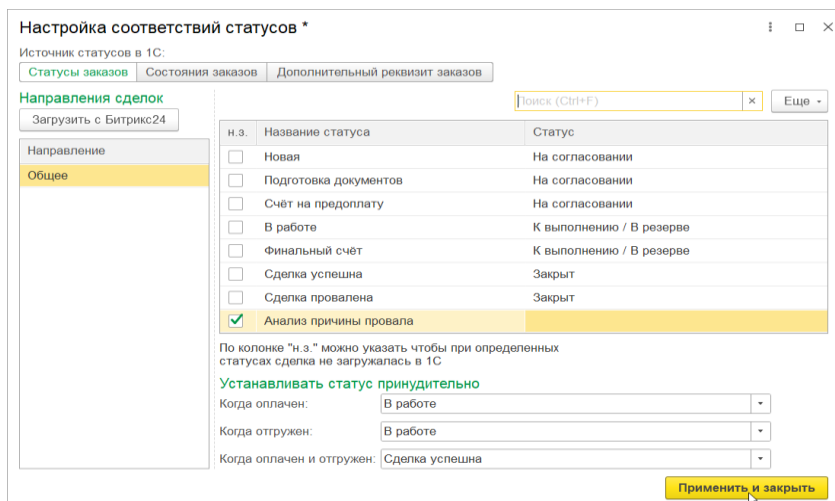 Настройка соответствий статусов *
Источник статусов в 1С:
Статусы заказов Состояния заказов Дополнительный реквизит заказов
Направления сделок
Загрузить с Битрикс24
Направление
Общее
Поиск (Ctrl+F) × Еще
н.з. Название статуса Статус
Новая На согласовании
Подготовка документов На согласовании
Счёт на предоплату На согласовании
В работе К выполнению / В резерве
Финальный счёт К выполнению / В резерве
Сделка успешна Закрыт
Сделка провалена Закрыт
Анализ причины провала
По колонке "н.з." можно указать чтобы при определенных
статусах сделка не загружалась в 1С
Устанавливать статус принудительно
Когда оплачен: В работе
Когда отгружен: В работе
Когда оплачен и отгружен: Сделка успешна
Применить и закрыть